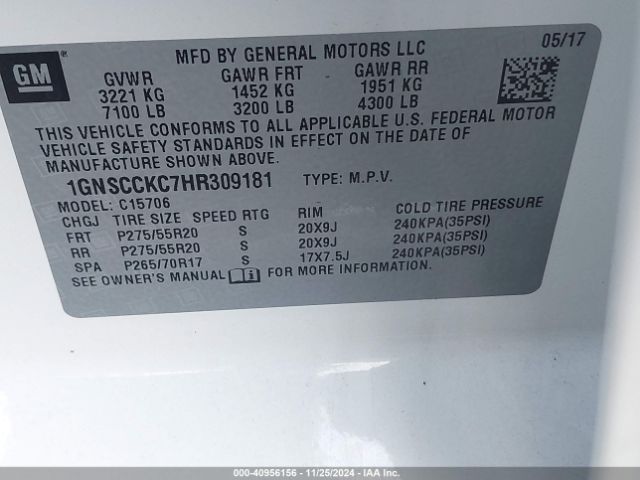 GM
MFD BY GENERAL MOTORS LLC 05/17
GVWR GAWR FRT GAWR RR
3221 KG 1452 KG 1951 KG
7100 LB 3200 LB 4300 LB
THIS VEHICLE CONFORMS TO ALL APPLICABLE U.S. FEDERAL MOTOR
VEHICLE SAFETY STANDARDS IN EFFECT ON THE DATE OF
MANUFACTURE SHOWN ABOVE.
1GNSCCKC7HR309181 TYPE: M.P.V.
MODEL: C15706
CHGJ TIRE SIZE SPEED RTG RIM COLD TIRE PRESSURE
FRT P275/55R20 S 20X9J 240KPA(35PSI)
RR P275/55R20 S 20X9J 240KPA(35PSI)
SPA P265/70R17 S 17X7.5J 240KPA(35PSI)
SEE OWNER'S MANUAL FOR MORE INFORMATION.
000-40956156 - 11/25/2024 - IAAI.COM